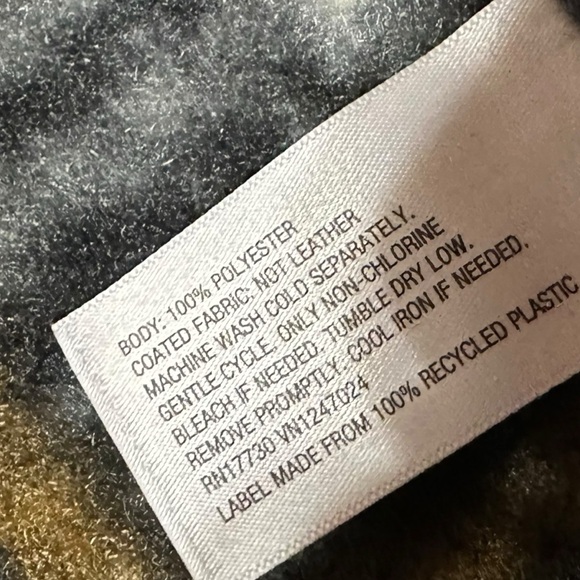 BODY: 100% POLYESTER
COATED FABRIC: NOT LEATHER
MACHINE WASH COLD SEPARATELY.
GENTLE CYCLE. ONLY NON-CHLORINE
BLEACH IF NEEDED. TUMBLE DRY LOW.
REMOVE PROMPTLY. COOL IRON IF NEEDED.
RN17730 VN1247024
LABEL MADE FROM 100% RECYCLED PLASTIC